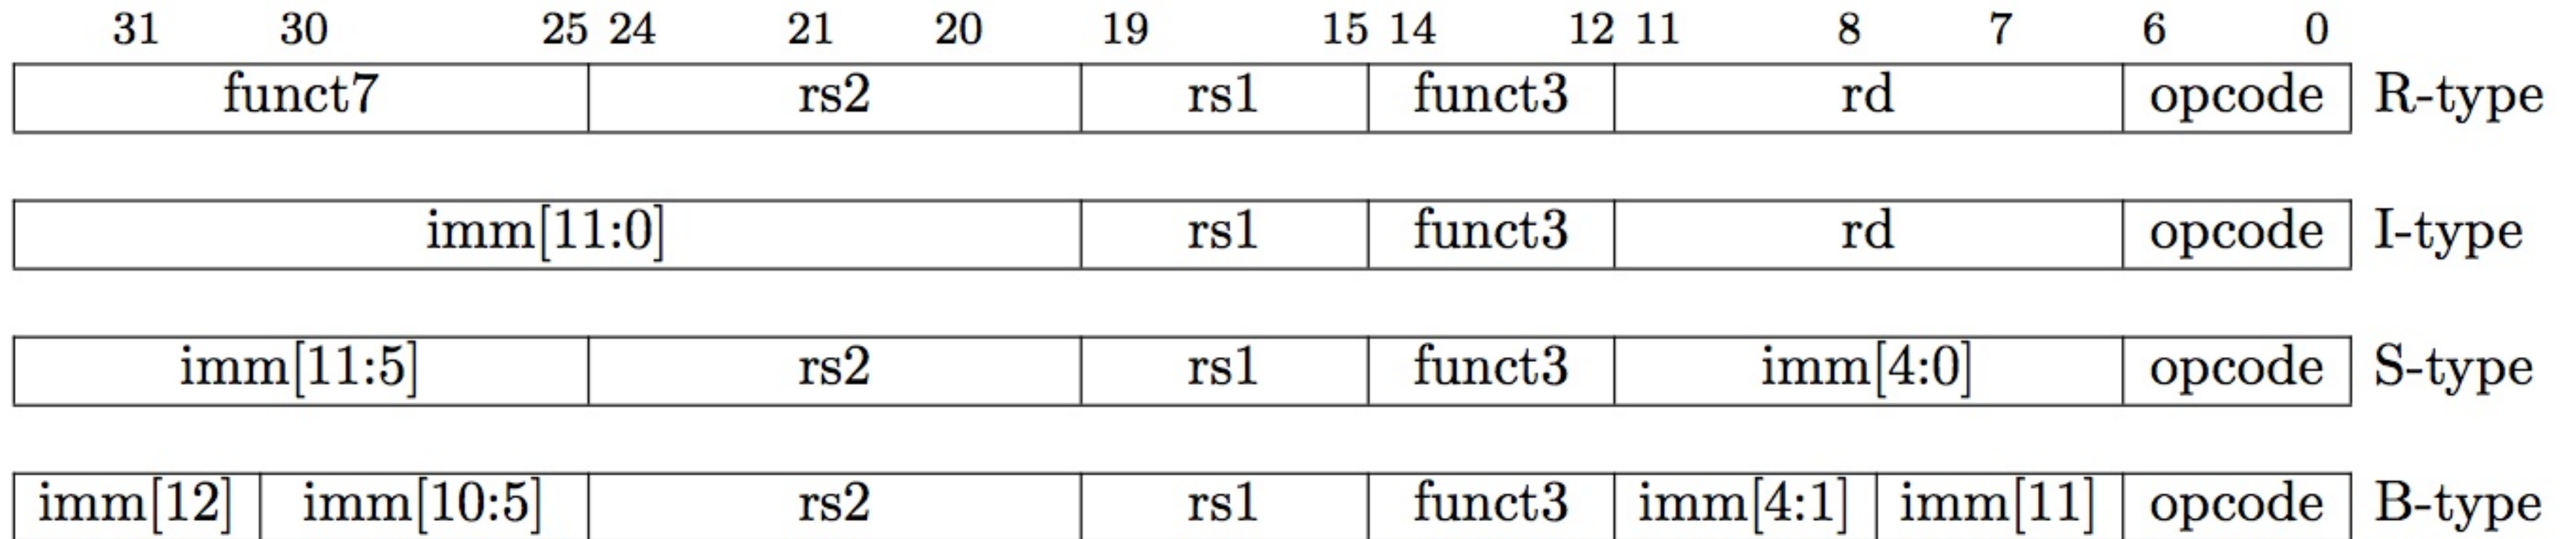 31 30 25 24 21 20 19 15 14 12 11 8 7 6 0
funct7 rs2 rs1 funct3 rd opcode R-type
imm[11:0] rs1 funct3 rd opcode I-type
imm[11:5] rs2 rs1 funct3 imm[4:0] opcode S-type
imm[12] imm[10:5] rs2 rs1 funct3 imm[4:1] imm[11] opcode B-type